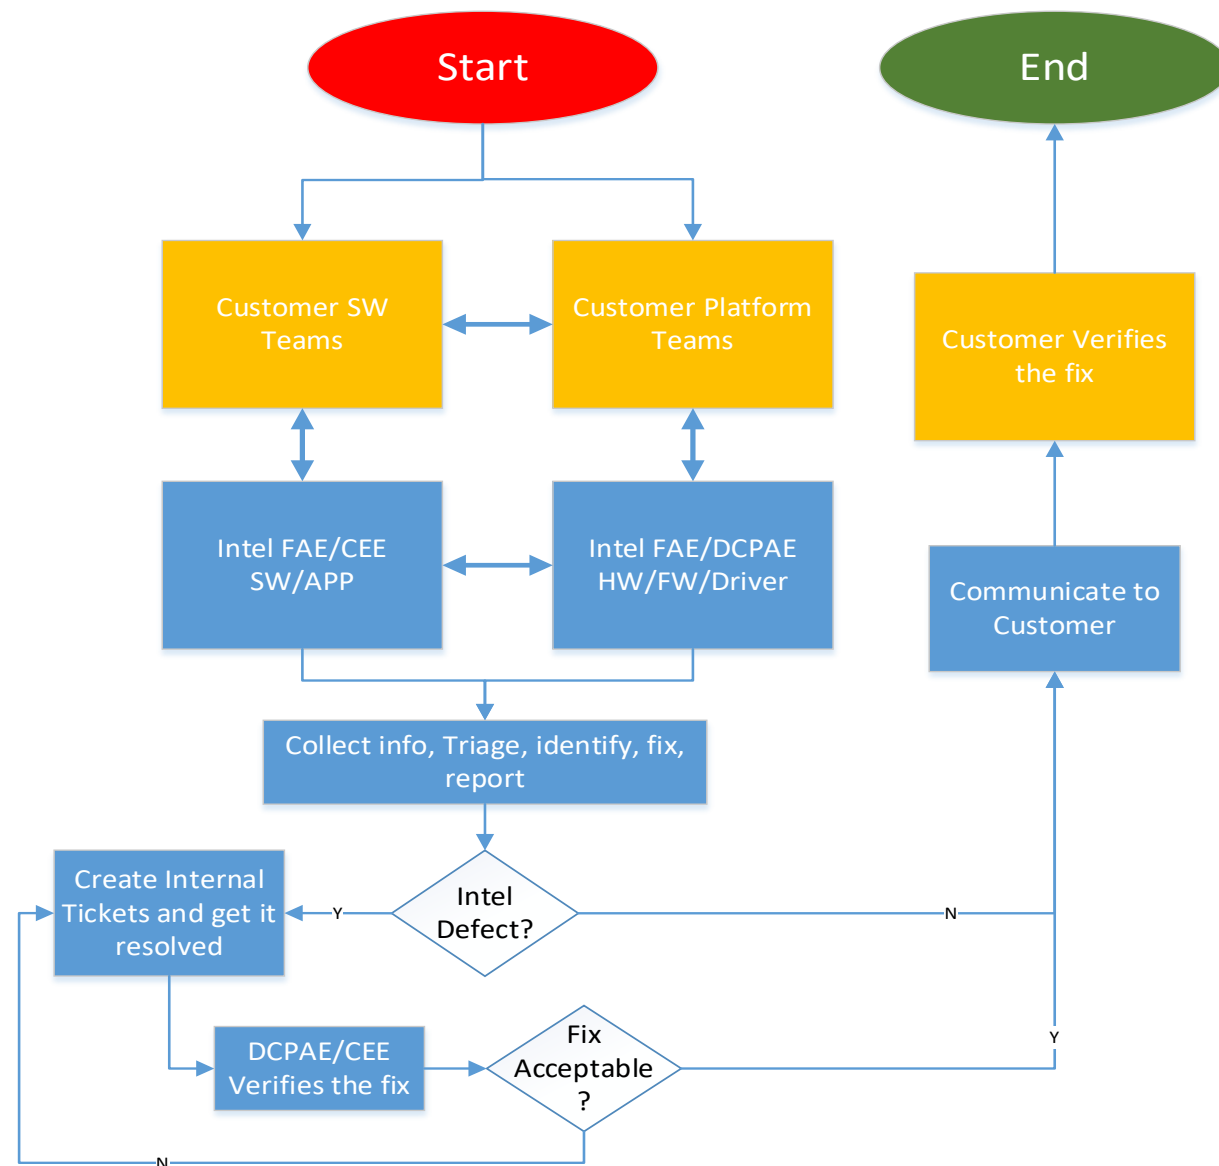 Start
End
Customer SW
Teams
Customer Platform
Teams
Customer Verifies
the fix
Intel FAE/CEE
SW/APP
Intel FAE/DCPAE
HW/FW/Driver
Communicate to
Customer
Collect info, Triage, identify, fix,
report
Create Internal
Tickets and get it
resolved
Y
Intel
Defect?
N
DCPAE/CEE
Verifies the fix
Fix
Acceptable
?
Y
N